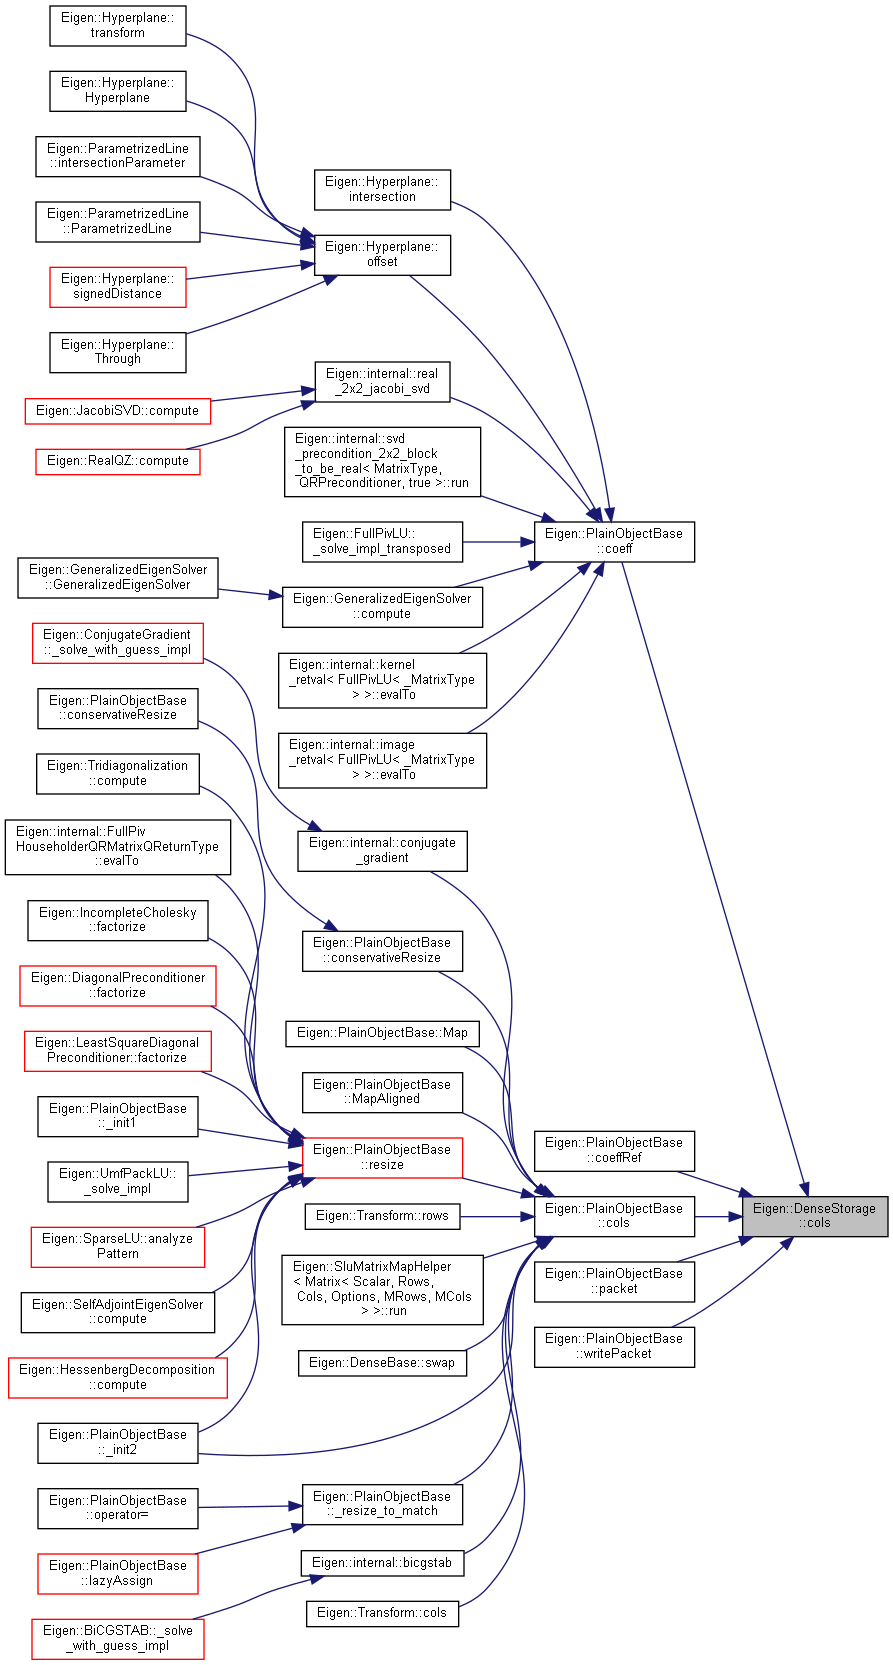 Eigen::Hyperplane::
transform
Eigen::Hyperplane::
Hyperplane
Eigen::ParametrizedLine
::intersectionParameter
Eigen::ParametrizedLine
::ParametrizedLine
Eigen::Hyperplane::
signedDistance
Eigen::Hyperplane::
Through
Eigen::JacobiSVD::compute
Eigen::RealQZ::compute
Eigen::GeneralizedEigenSolver
::GeneralizedEigenSolver
Eigen::ConjugateGradient
::_solve_with_guess_impl
Eigen::PlainObjectBase
::conservativeResize
Eigen::Tridiagonalization
::compute
Eigen::internal::FullPiv
HouseholderQRMatrixQReturnType
::evalTo
Eigen::IncompleteCholesky
::factorize
Eigen::DiagonalPreconditioner
::factorize
Eigen::LeastSquareDiagonal
Preconditioner::factorize
Eigen::PlainObjectBase
::_init1
Eigen::UmfPackLU::
_solve_impl
Eigen::SparseLU::analyze
Pattern
Eigen::SelfAdjointEigenSolver
::compute
Eigen::HessenbergDecomposition
::compute
Eigen::PlainObjectBase
::_init2
Eigen::PlainObjectBase
::operator=
Eigen::PlainObjectBase
::lazyAssign
Eigen::BiCGSTAB::_solve
_with_guess_impl
Eigen::Hyperplane::
intersection
Eigen::Hyperplane::
offset
Eigen::internal::real
_2x2_jacobi_svd
Eigen::internal::svd
_precondition_2x2_block
_to_be_real< MatrixType,
QRPreconditioner, true >::run
Eigen::FullPivLU::
_solve_impl_transposed
Eigen::GeneralizedEigenSolver
::compute
Eigen::internal::kernel
_retval< FullPivLU< _MatrixType
> >::evalTo
Eigen::internal::image
_retval< FullPivLU< _MatrixType
> >::evalTo
Eigen::internal::conjugate
_gradient
Eigen::PlainObjectBase
::conservativeResize
Eigen::PlainObjectBase::Map
Eigen::PlainObjectBase
::MapAligned
Eigen::PlainObjectBase
::resize
Eigen::Transform::rows
Eigen::SluMatrixMapHelper
< Matrix< Scalar, Rows,
Cols, Options, MRows, MCols
> >::run
Eigen::DenseBase::swap
Eigen::PlainObjectBase
::_resize_to_match
Eigen::internal::bicgstab
Eigen::Transform::cols
Eigen::PlainObjectBase
::coeff
Eigen::PlainObjectBase
::coeffRef
Eigen::PlainObjectBase
::cols
Eigen::PlainObjectBase
::packet
Eigen::PlainObjectBase
::writePacket
Eigen::DenseStorage
::cols